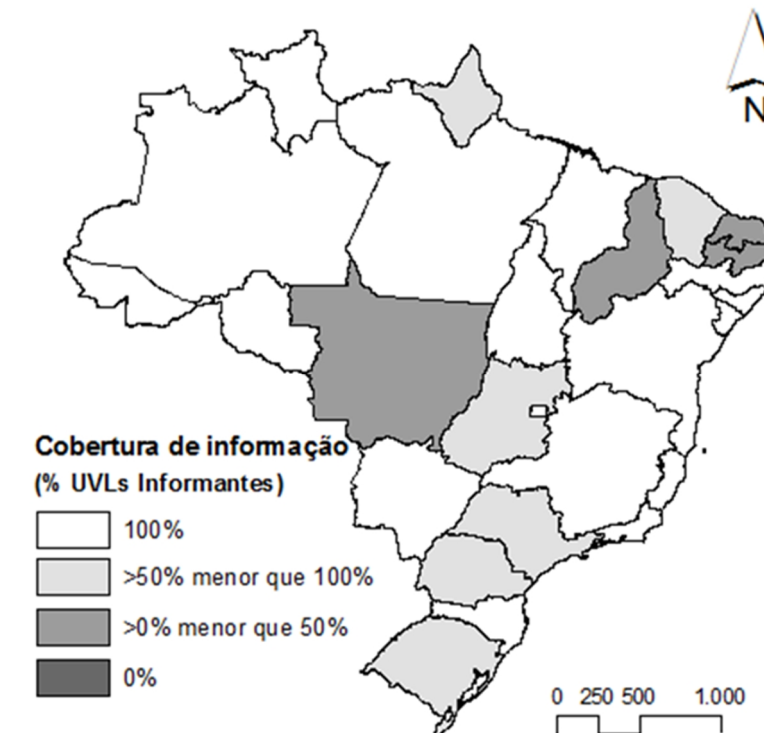 N
Cobertura de informação
(% UVLs Informantes)
100%
>50% menor que 100%
>0% menor que 50%
0%
0 250 500 1.000